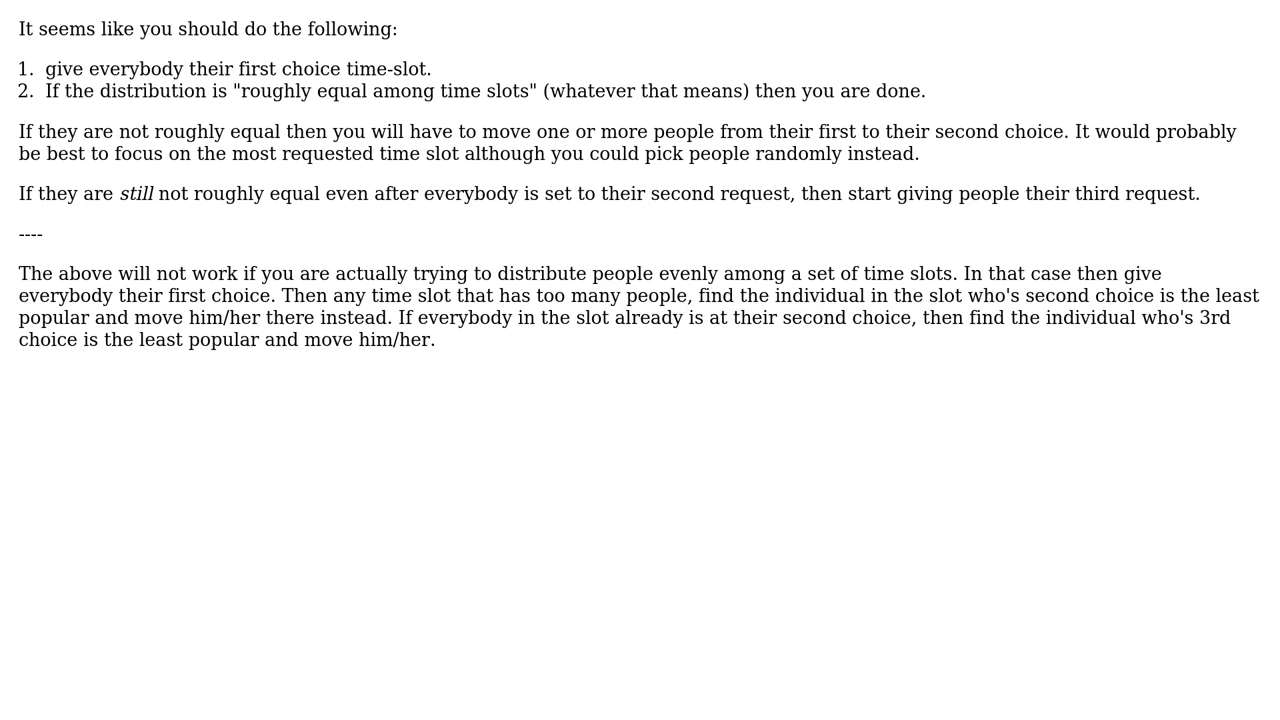 It seems like you should do the following:
1. give everybody their first choice time-slot.
2. If the distribution is "roughly equal among time slots" (whatever that means) then you are done.
If they are not roughly equal then you will have to move one or more people from their first to their second choice. It would probably
be best to focus on the most requested time slot although you could pick people randomly instead.
If they are still not roughly equal even after everybody is set to their second request, then start giving people their third request.
----
The above will not work if you are actually trying to distribute people evenly among a set of time slots. In that case then give
everybody their first choice. Then any time slot that has too many people, find the individual in the slot who's second choice is the least
popular and move him/her there instead. If everybody in the slot already is at their second choice, then find the individual who's 3rd
choice is the least popular and move him/her.